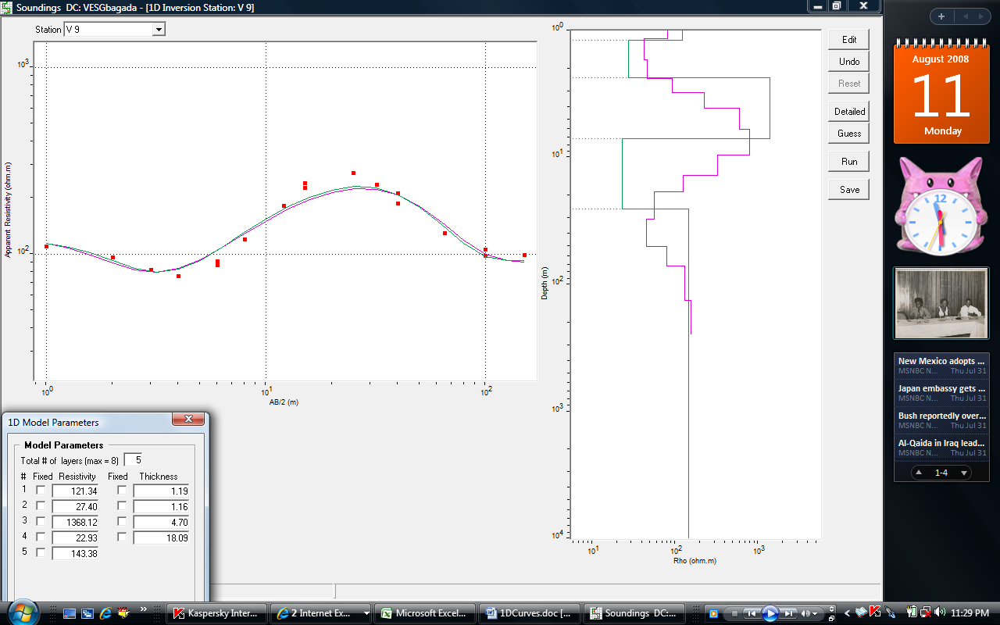 Soundings DC: VESGbagada - [1D Inversion Station: V 9]
Station V 9
10^3
10^2
Apparent Resistivity (ohm.m)
10^0 10^1 10^2
AB/2 (m)
10^0
10^1
10^2
10^3
10^4
Depth (m)
10^1 10^2 10^3
Rho (ohm.m)
Edit
Undo
Reset
Detailed
Guess
Run
Save
1D Model Parameters
Model Parameters
Total # of layers (max = 8) 5
# Fixed Resistivity Fixed Thickness
1 121.34 1.19
2 27.40 1.16
3 1368.12 4.70
4 22.93 18.09
5 143.38
August 2008
11
Monday
12
New Mexico adopts ...
MSNBC N... Thu Jul 31
Japan embassy gets ...
MSNBC N... Thu Jul 31
Bush reportedly over...
MSNBC N... Thu Jul 31
Al-Qaida in Iraq lead...
MSNBC N... Thu Jul 31
1-4
Kaspersky Inter... 2 Internet Ex... Microsoft Excel... 1DCurves.doc [... Soundings DC:... 11:29 PM